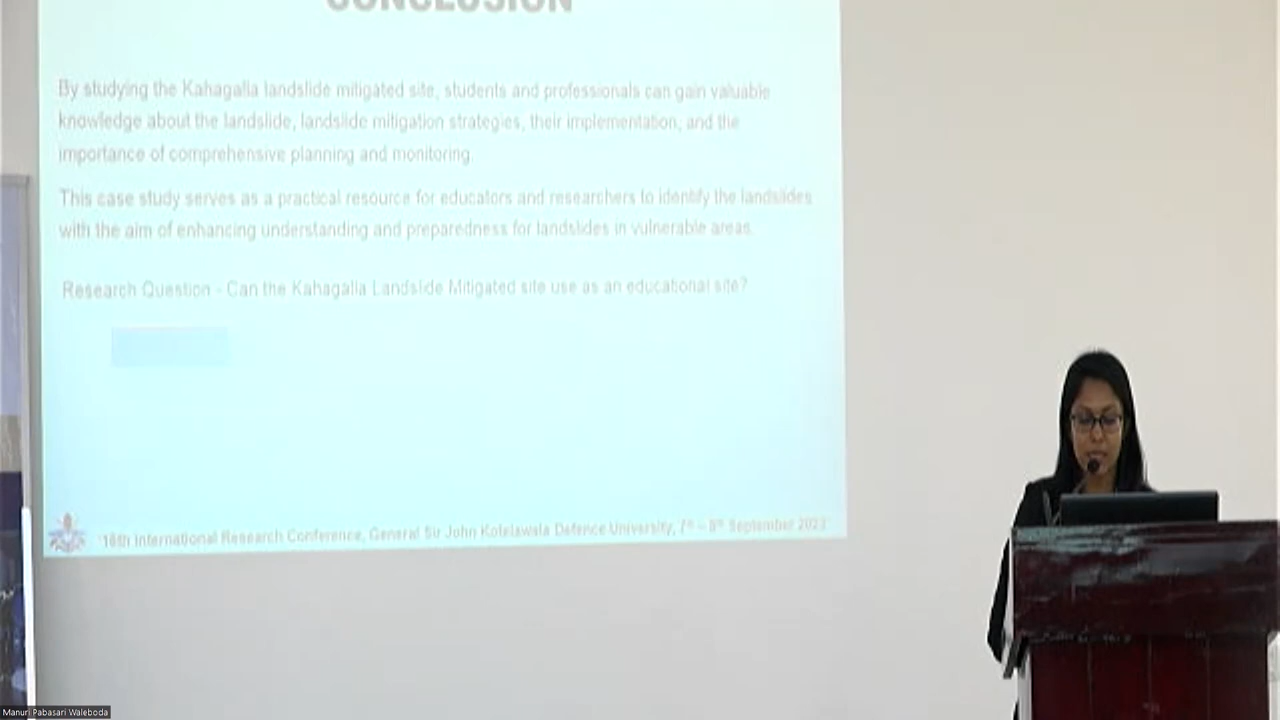 CONCLUSION
By studying the Kahagalla landslide mitigated site, students and professionals can gain valuable
knowledge about the landslide, landslide mitigation strategies, their implementation, and the
importance of comprehensive planning and monitoring.
This case study serves as a practical resource for educators and researchers to identify the landslides
with the aim of enhancing understanding and preparedness for landslides in vulnerable areas.
Research Question - Can the Kahagalla Landslide Mitigated site use as an educational site?
16th International Research Conference, General Sir John Kotelawala Defence University, 7th – 8th September 2023
Manuri Pabasari Waleboda